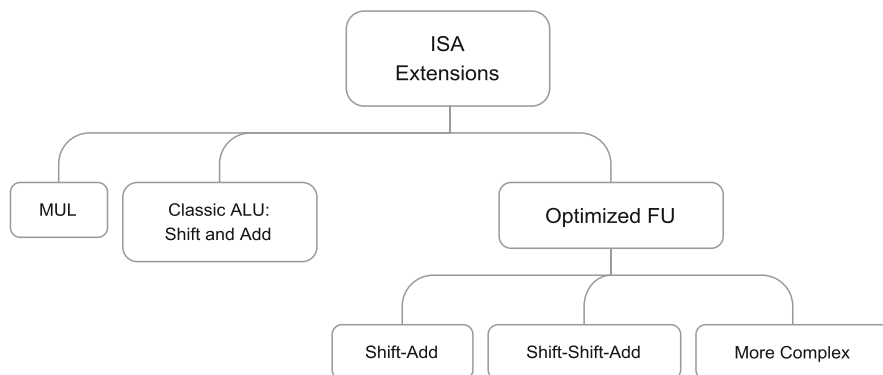 ISA
Extensions
MUL
Classic ALU:
Shift and Add
Optimized FU
Shift-Add
Shift-Shift-Add
More Complex